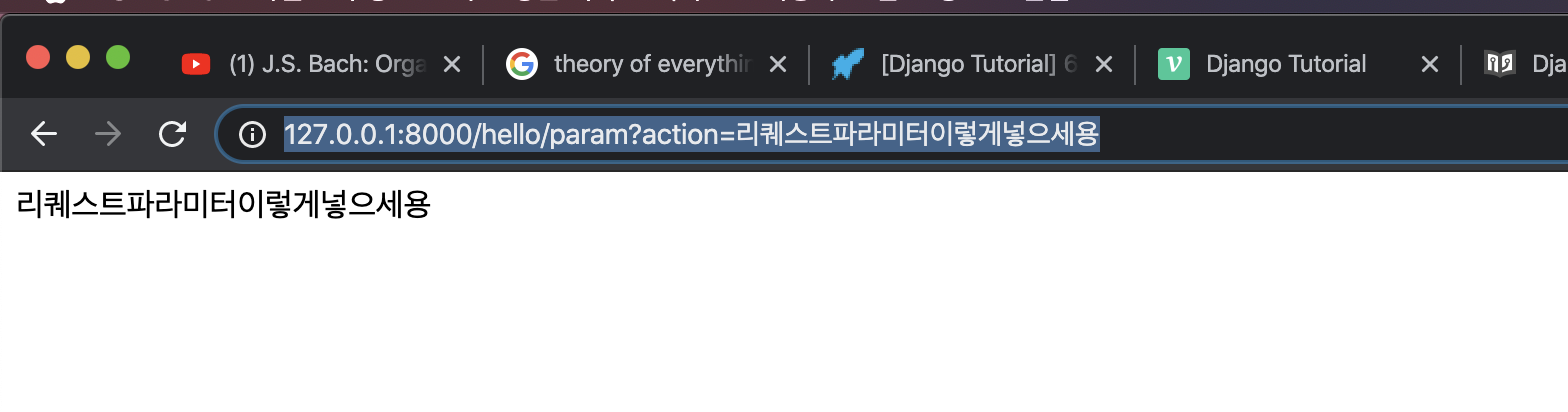 (1) J.S. Bach: Orga
theory of everythin
[Django Tutorial] 6
Django Tutorial
Dja
127.0.0.1:8000/hello/param?action=리퀘스트파라미터이렇게넣으세용
리퀘스트파라미터이렇게넣으세용